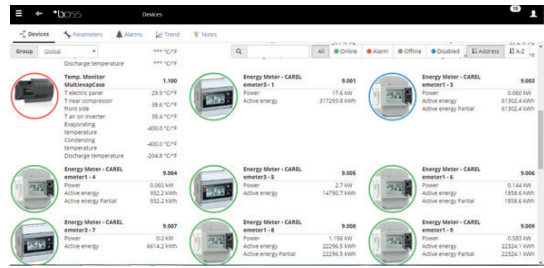 boss
Devices
10
Devices
Parameters
Alarms
Trend
Notes
Group
Global
*** °C/°F
All
Online
Alarm
Offline
Disabled
Address
A-Z
Discharge temperature *** °C/°F
Temp. Monitor
MultievapCase 1.100
T electric panel 29.9 °C/°F
T near compressor
front side 38.6 °C/°F
T air on inverter 35.4 °C/°F
Evaporating
temperature -400.0 °C/°F
Condensing
temperature -400.0 °C/°F
Discharge temperature -204.8 °C/°F
Energy Meter - CAREL
emeter3 - 1 9.001
Power 17.6 kW
Active energy 317293.8 kWh
Energy Meter - CAREL
emeter1 - 3 9.003
Power 0.060 kW
Active energy 61302.4 kWh
Active energy Partial 61302.4 kWh
Energy Meter - CAREL
emeter1 - 4 9.004
Power 0.060 kW
Active energy 932.2 kWh
Active energy Partial 932.2 kWh
Energy Meter - CAREL
emeter3 - 5 9.005
Power 2.7 kW
Active energy 14790.7 kWh
Energy Meter - CAREL
emeter1 - 6 9.006
Power 0.144 kW
Active energy 1858.6 kWh
Active energy Partial 1858.6 kWh
Energy Meter - CAREL
emeter3 - 7 9.007
Power 0.0 kW
Active energy 6614.2 kWh
Energy Meter - CAREL
emeter1 - 8 9.008
Power 1.156 kW
Active energy 22296.5 kWh
Active energy Partial 22296.5 kWh
Energy Meter - CAREL
emeter1 - 9 9.009
Power 0.583 kW
Active energy 22324.1 kWh
Active energy Partial 22324.1 kWh